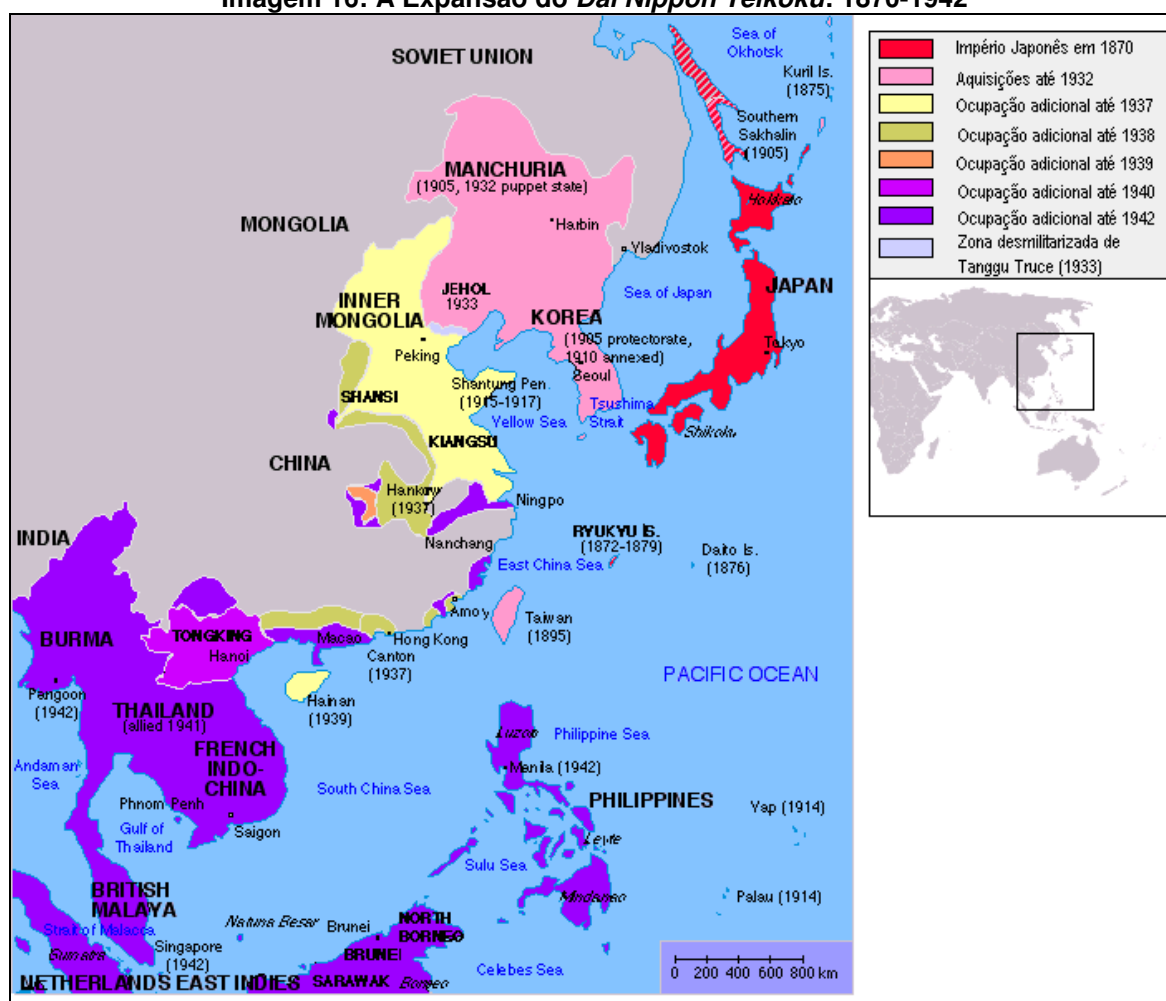 Imagem 10: A Expansão do Dai Nippon Teikoku: 1870-1942
SOVIET UNION
Sea of
Okhotsk
Kuril Is.
(1875)
Southern
Sakhalin
(1905)
MANCHURIA
(1905, 1932 puppet state)
Harbin
Hokkaido
MONGOLIA
Vladivostok
JEHOL
1933
Sea of Japan
JAPAN
INNER
MONGOLIA
KOREA
(1905 protectorate,
1910 annexed)
Tokyo
Peking
Seoul
SHANSI
Shantung Pen.
(1915-1917)
Tsushima
Strait
Yellow Sea
Shikoku
KIANGSU
CHINA
Hankow
(1937)
Ningpo
Nanchang
RYUKYU IS.
(1872-1879)
Daito Is.
(1876)
INDIA
East China Sea
Amoy
Taiwan
(1895)
BURMA
TONGKING
Hanoi
Macao
Hong Kong
Canton
(1937)
PACIFIC OCEAN
Rangoon
(1942)
Hainan
(1939)
THAILAND
(allied 1941)
Luzon
Philippine Sea
FRENCH
INDO-
CHINA
Andaman
Sea
Manila (1942)
South China Sea
PHILIPPINES
Yap (1914)
Phnom Penh
Saigon
Gulf of
Thailand
Leyte
Sulu Sea
BRITISH
MALAYA
Mindanao
Palau (1914)
Natuna Besar
Brunei
NORTH
BORNEO
Strait of Malacca
Sumatra
Singapore
(1942)
BRUNEI
Celebes Sea
NETHERLANDS EAST INDIES
SARAWAK
Borneo
0 200 400 600 800 km
Império Japonês em 1870
Aquisições até 1932
Ocupação adicional até 1937
Ocupação adicional até 1938
Ocupação adicional até 1939
Ocupação adicional até 1940
Ocupação adicional até 1942
Zona desmilitarizada de
Tanggu Truce (1933)